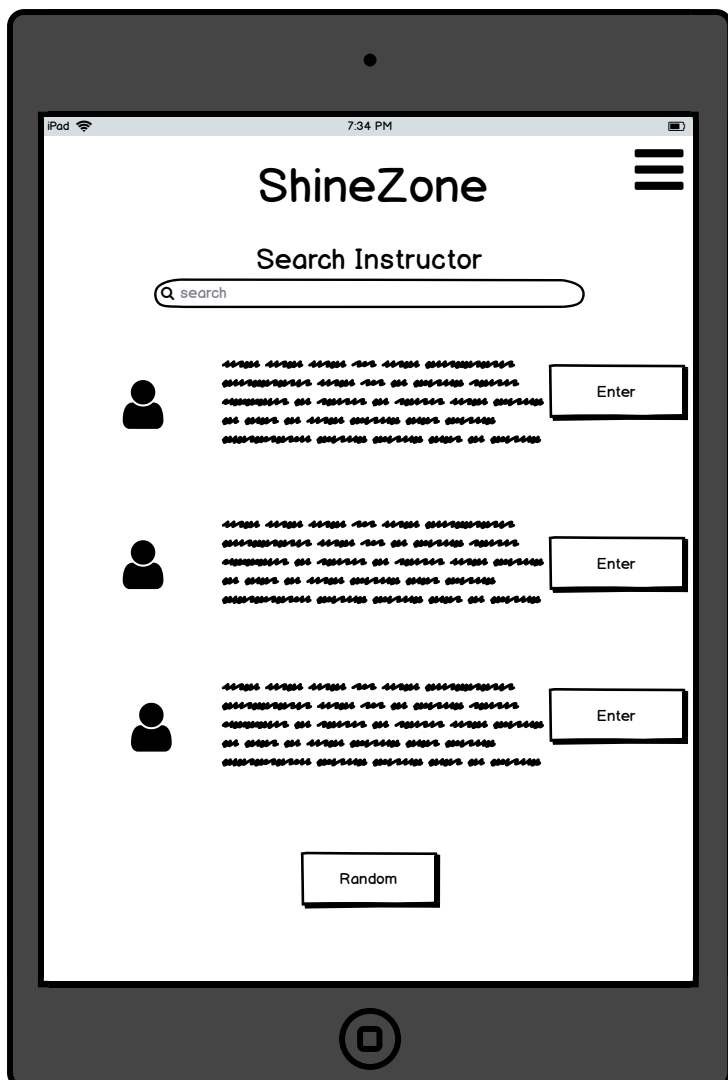 iPad
7:34 PM
ShineZone
Search Instructor
search
Enter
Enter
Enter
Random